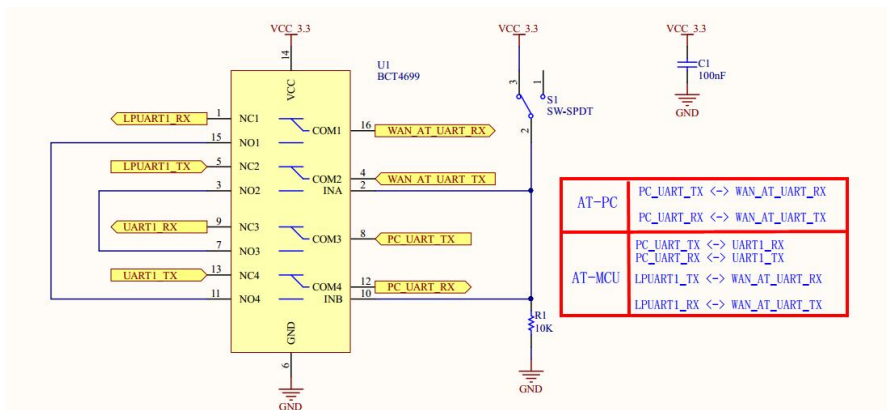 VCC_3.3
VCC_3.3
VCC_3.3
U1
BCT4699
14
VCC
3
1
S1
SW-SPDT
2
C1
100nF
GND
LPUART1_RX
1
NC1
COM1
16
WAN_AT_UART_RX
15
NO1
LPUART1_TX
5
NC2
COM2
4
WAN_AT_UART_TX
3
NO2
INA
2
UART1_RX
9
NC3
COM3
8
PC_UART_TX
7
NO3
UART1_TX
13
NC4
COM4
12
PC_UART_RX
11
NO4
INB
10
GND
6
GND
R1
10K
GND
AT-PC
PC_UART_TX <-> WAN_AT_UART_RX
PC_UART_RX <-> WAN_AT_UART_TX
AT-MCU
PC_UART_TX <-> UART1_RX
PC_UART_RX <-> UART1_TX
LPUART1_TX <-> WAN_AT_UART_RX
LPUART1_RX <-> WAN_AT_UART_TX